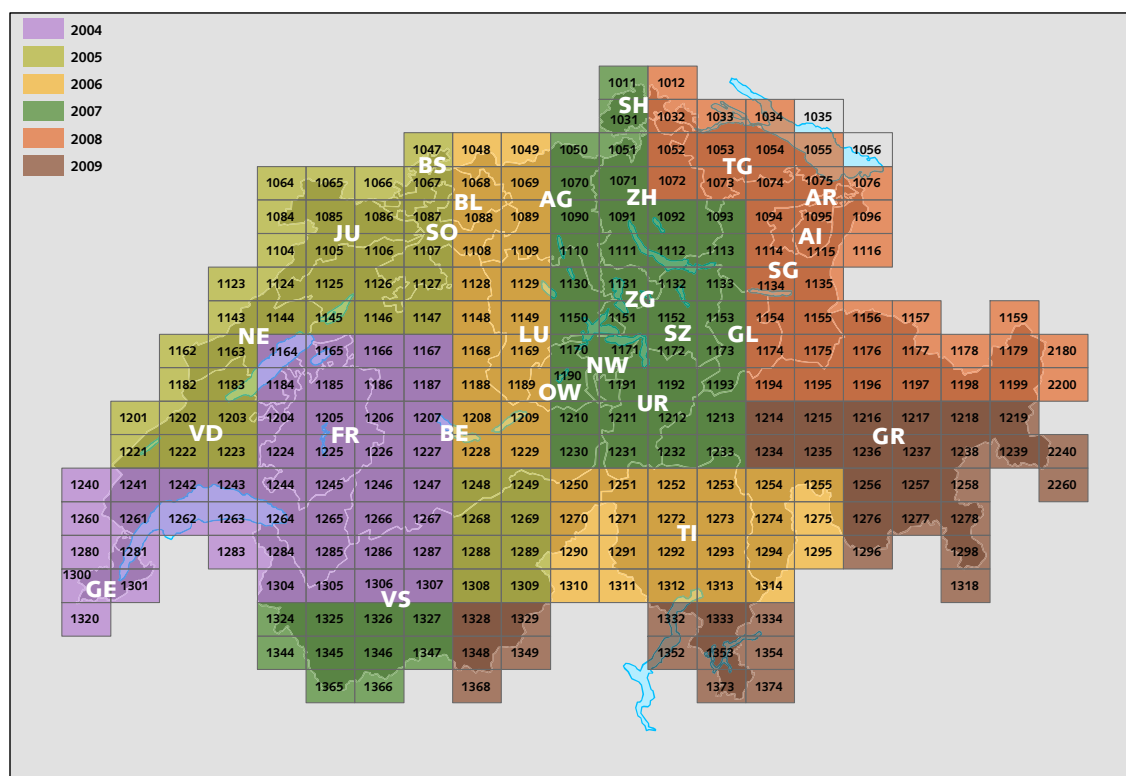 2004
2005
2006
2007
2008
2009
1011 1012
SH
1031 1032 1033 1034 1035
1047 1048 1049 1050 1051 1052 1053 1054 1055 1056
BS TG
1064 1065 1066 1067 1068 1069 1070 1071 1072 1073 1074 1075 1076
BL AG ZH AR
1084 1085 1086 1087 1088 1089 1090 1091 1092 1093 1094 1095 1096
JU SO AI
1104 1105 1106 1107 1108 1109 1110 1111 1112 1113 1114 1115 1116
SG
1123 1124 1125 1126 1127 1128 1129 1130 1131 1132 1133 1134 1135
ZG
1143 1144 1145 1146 1147 1148 1149 1150 1151 1152 1153 1154 1155 1156 1157 1159
NE LU SZ GL
1162 1163 1164 1165 1166 1167 1168 1169 1170 1171 1172 1173 1174 1175 1176 1177 1178 1179 2180
NW
1182 1183 1184 1185 1186 1187 1188 1189 1190 1191 1192 1193 1194 1195 1196 1197 1198 1199 2200
OW UR
1201 1202 1203 1204 1205 1206 1207 1208 1209 1210 1211 1212 1213 1214 1215 1216 1217 1218 1219
VD FR BE GR
1221 1222 1223 1224 1225 1226 1227 1228 1229 1230 1231 1232 1233 1234 1235 1236 1237 1238 1239 2240
1240 1241 1242 1243 1244 1245 1246 1247 1248 1249 1250 1251 1252 1253 1254 1255 1256 1257 1258 2260
1260 1261 1262 1263 1264 1265 1266 1267 1268 1269 1270 1271 1272 1273 1274 1275 1276 1277 1278
TI
1280 1281 1283 1284 1285 1286 1287 1288 1289 1290 1291 1292 1293 1294 1295 1296 1298
1300 1301 1304 1305 1306 1307 1308 1309 1310 1311 1312 1313 1314 1318
GE VS
1320 1324 1325 1326 1327 1328 1329 1332 1333 1334
1344 1345 1346 1347 1348 1349 1352 1353 1354
1365 1366 1368 1373 1374